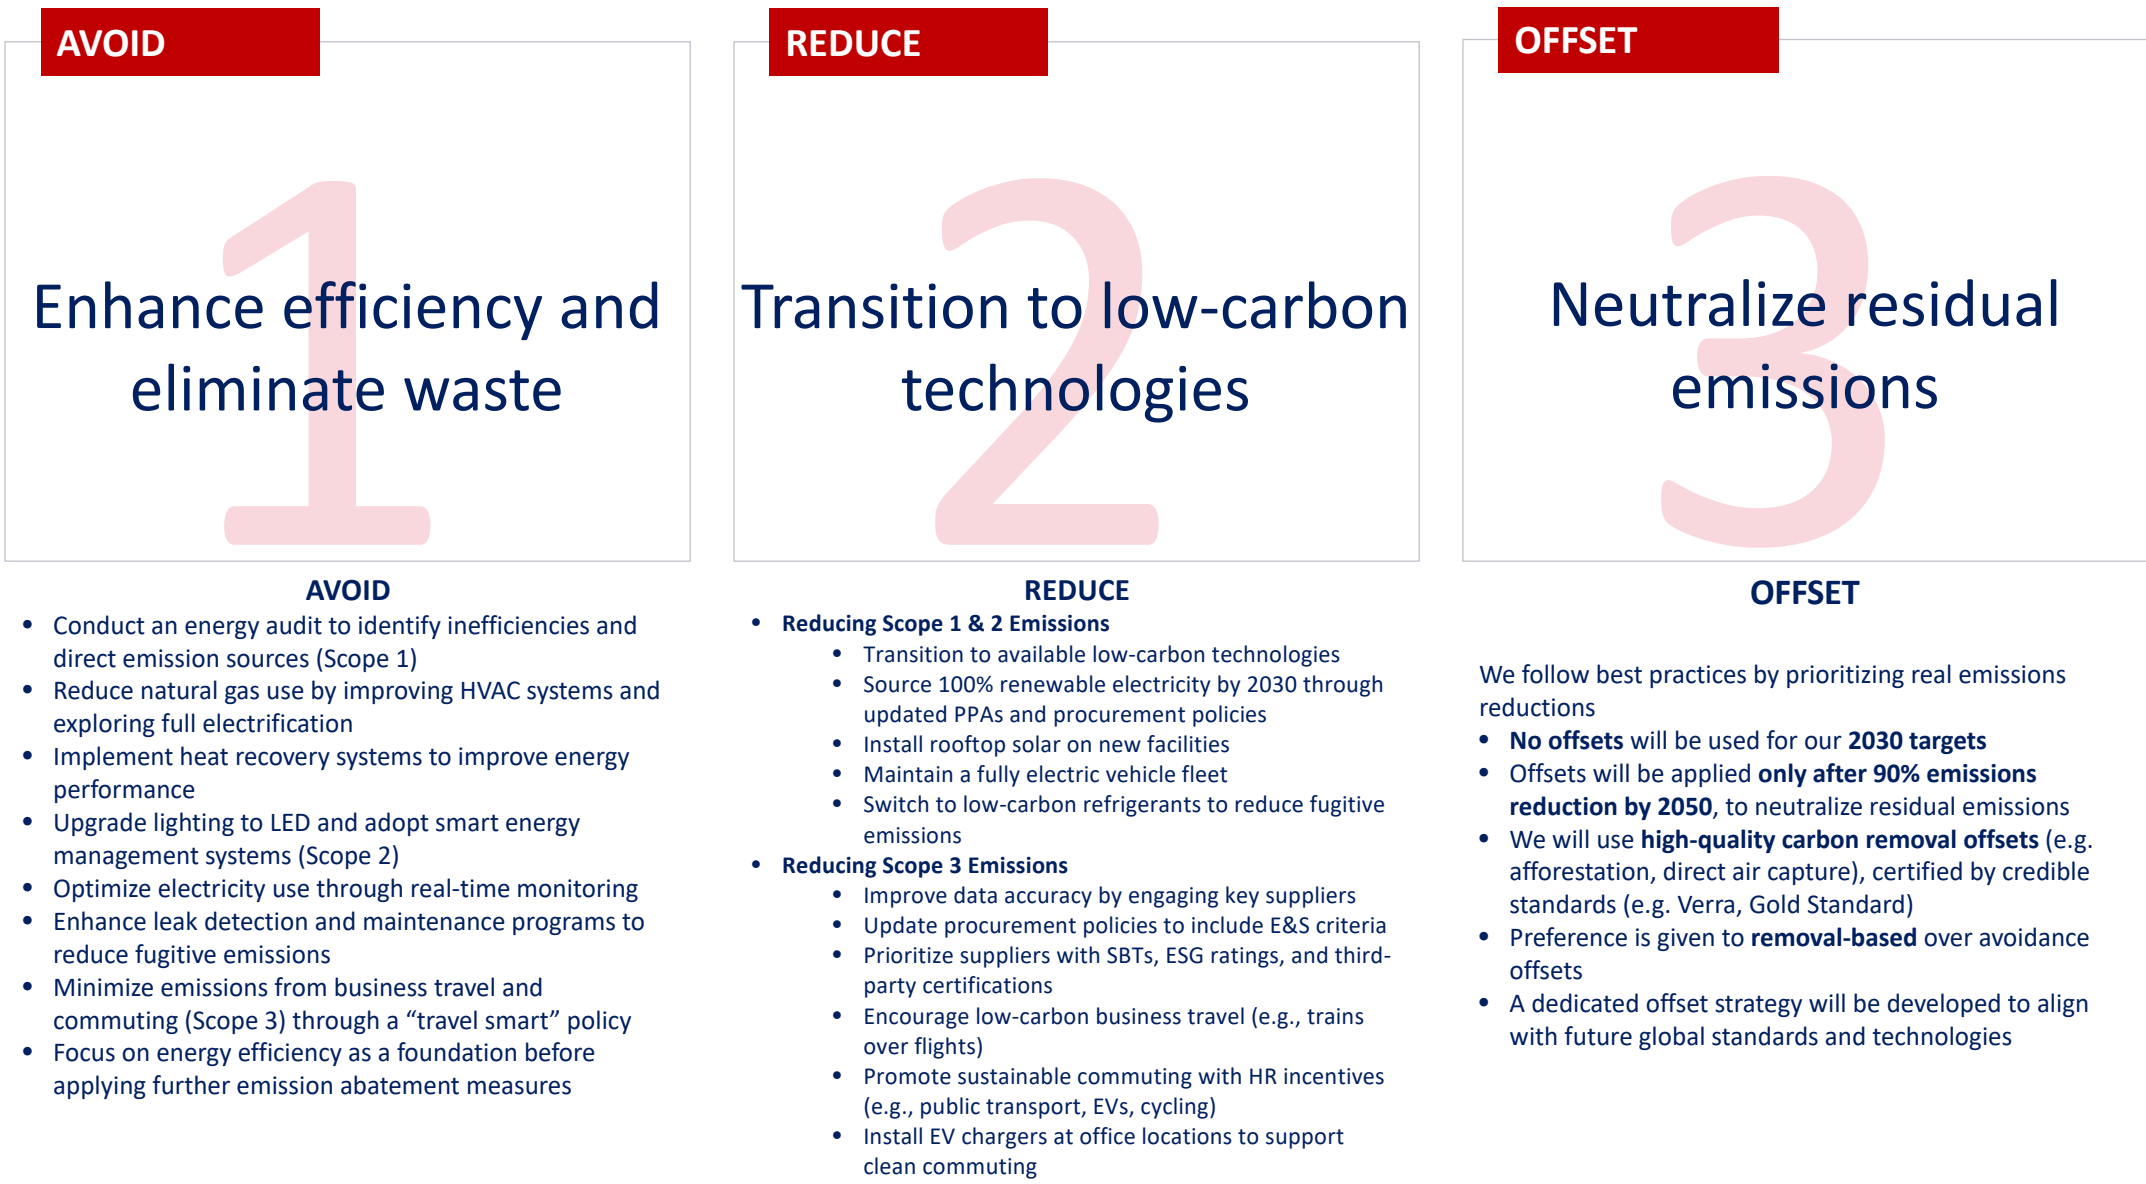 AVOID
1
Enhance efficiency and
eliminate waste
AVOID
• Conduct an energy audit to identify inefficiencies and
direct emission sources (Scope 1)
• Reduce natural gas use by improving HVAC systems and
exploring full electrification
• Implement heat recovery systems to improve energy
performance
• Upgrade lighting to LED and adopt smart energy
management systems (Scope 2)
• Optimize electricity use through real-time monitoring
• Enhance leak detection and maintenance programs to
reduce fugitive emissions
• Minimize emissions from business travel and
commuting (Scope 3) through a “travel smart” policy
• Focus on energy efficiency as a foundation before
applying further emission abatement measures
REDUCE
2
Transition to low-carbon
technologies
REDUCE
• Reducing Scope 1 & 2 Emissions
• Transition to available low-carbon technologies
• Source 100% renewable electricity by 2030 through
updated PPAs and procurement policies
• Install rooftop solar on new facilities
• Maintain a fully electric vehicle fleet
• Switch to low-carbon refrigerants to reduce fugitive
emissions
• Reducing Scope 3 Emissions
• Improve data accuracy by engaging key suppliers
• Update procurement policies to include E&S criteria
• Prioritize suppliers with SBTs, ESG ratings, and third-
party certifications
• Encourage low-carbon business travel (e.g., trains
over flights)
• Promote sustainable commuting with HR incentives
(e.g., public transport, EVs, cycling)
• Install EV chargers at office locations to support
clean commuting
OFFSET
3
Neutralize residual
emissions
OFFSET
We follow best practices by prioritizing real emissions
reductions
• No offsets will be used for our 2030 targets
• Offsets will be applied only after 90% emissions
reduction by 2050, to neutralize residual emissions
• We will use high-quality carbon removal offsets (e.g.
afforestation, direct air capture), certified by credible
standards (e.g. Verra, Gold Standard)
• Preference is given to removal-based over avoidance
offsets
• A dedicated offset strategy will be developed to align
with future global standards and technologies